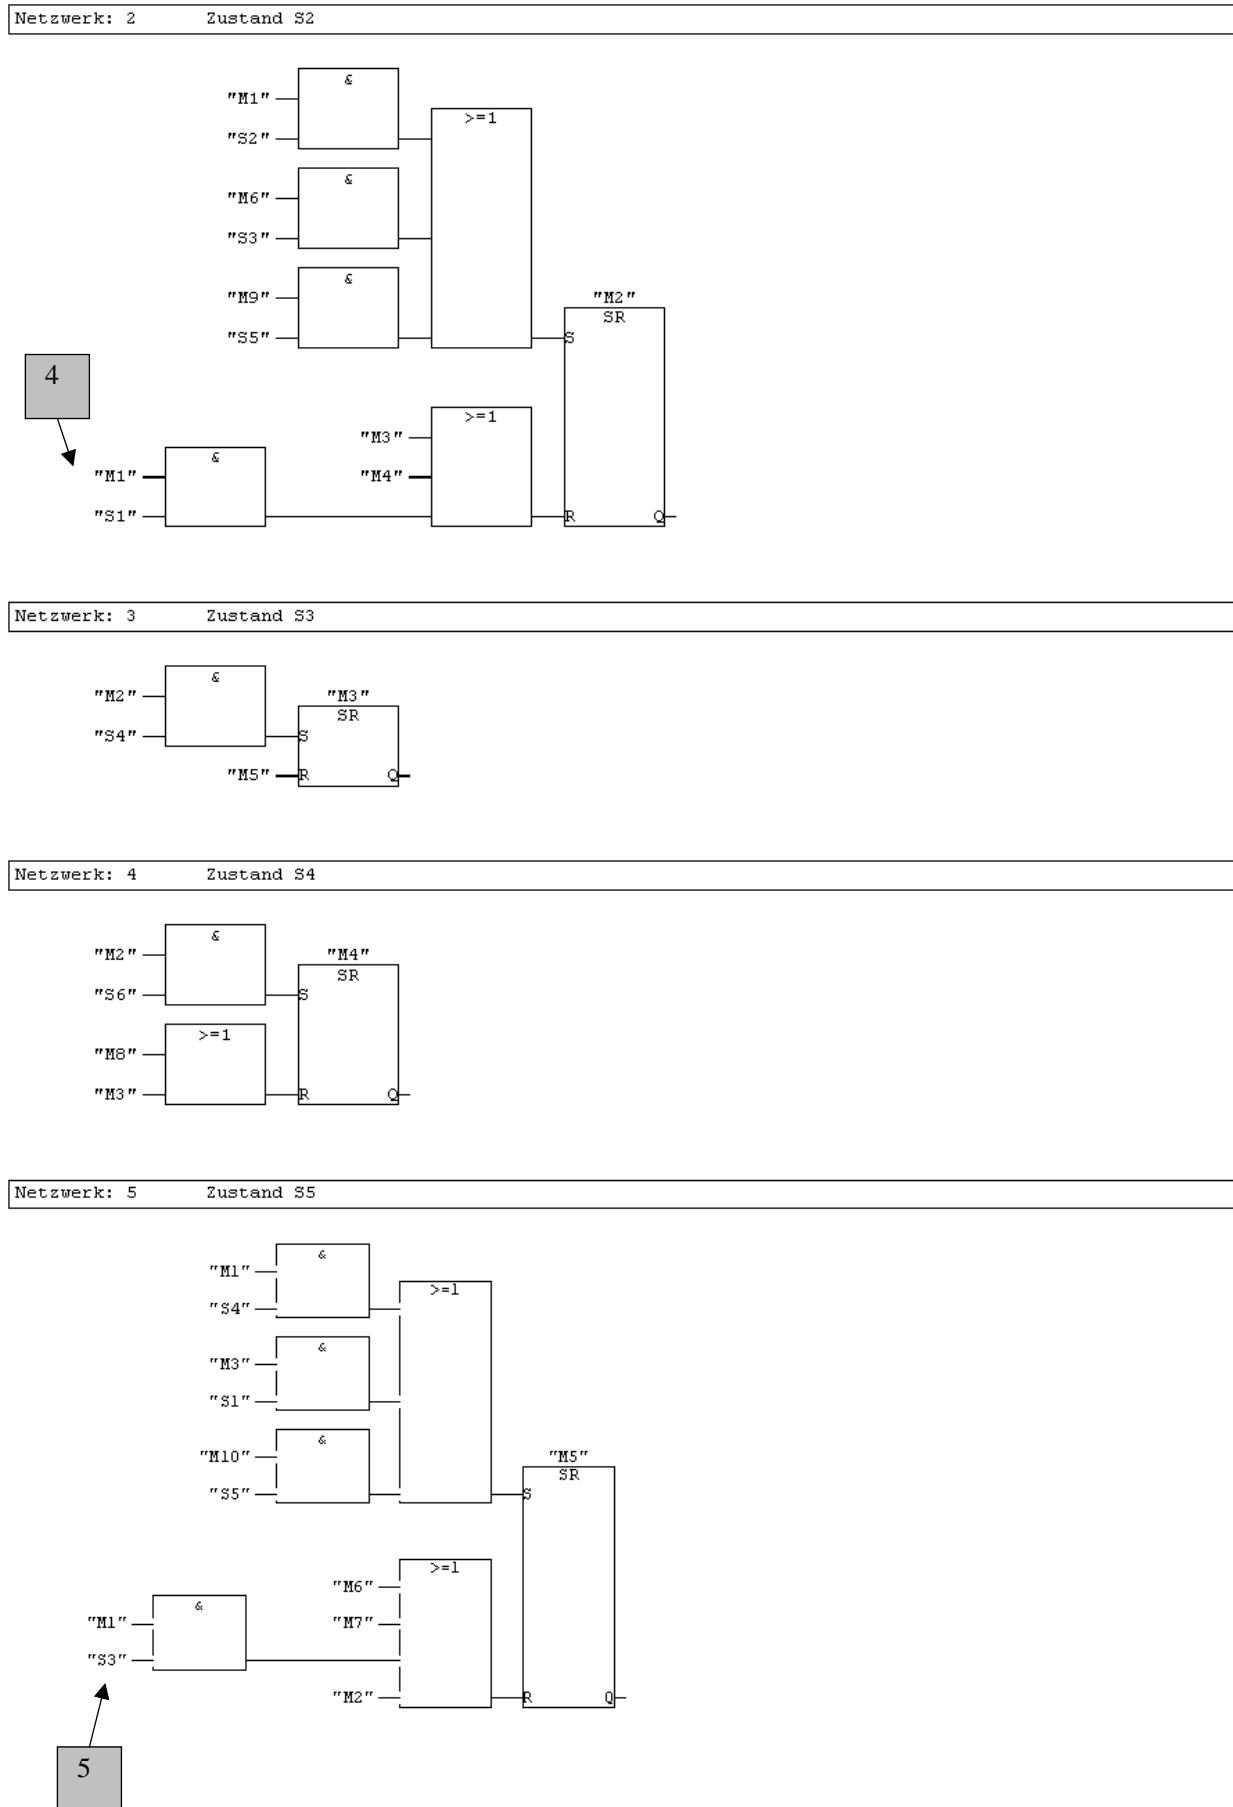 Netzwerk: 2 Zustand S2
&
"M1"
>=1
"S2"
&
"M6"
"S3"
&
"M9"
"M2"
SR
"S5"
S
4
>=1
"M3"
&
"M1"
"M4"
"S1"
R
Q
Netzwerk: 3 Zustand S3
&
"M2"
"M3"
SR
"S4"
S
"M5"
R
Q
Netzwerk: 4 Zustand S4
&
"M2"
"M4"
SR
"S6"
S
>=1
"M8"
"M3"
R
Q
Netzwerk: 5 Zustand S5
&
"M1"
>=1
"S4"
&
"M3"
"S1"
&
"M10"
"M5"
SR
"S5"
S
>=1
"M6"
&
"M1"
"M7"
"S3"
"M2"
R
Q
5